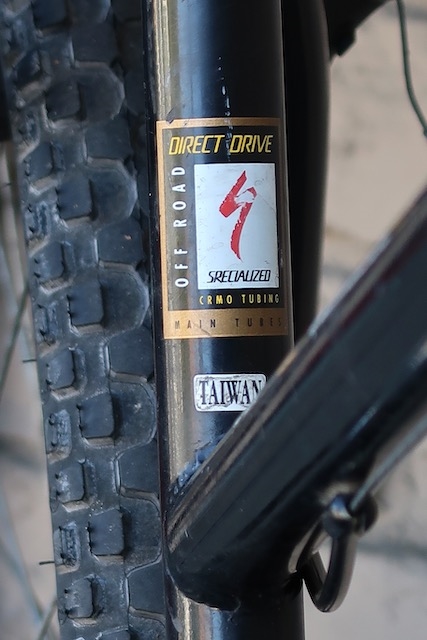 DIRECT DRIVE
OFF ROAD
SPECIALIZED
CRMO TUBING
MAIN TUBES
TAIWAN